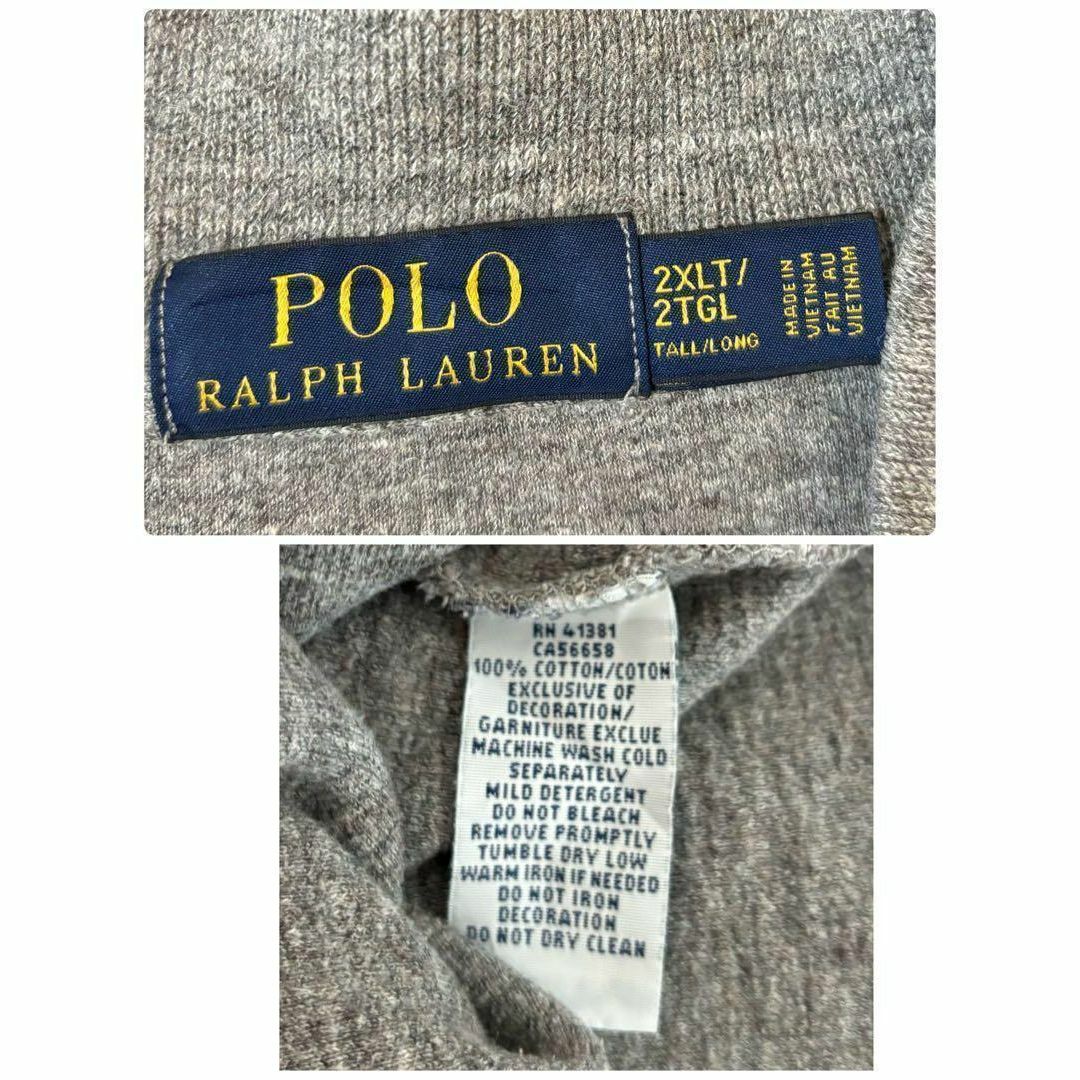 POLO
RALPH LAUREN
2XLT/
2TGL
TALL/LONG
MADE IN
VIETNAM
FAIT AU
VIETNAM
RN 41381
CA56658
100% COTTON/COTON
EXCLUSIVE OF
DECORATION/
GARNITURE EXCLUE
MACHINE WASH COLD
SEPARATELY
MILD DETERGENT
DO NOT BLEACH
REMOVE PROMPTLY
TUMBLE DRY LOW
WARM IRON IF NEEDED
DO NOT IRON
DECORATION
DO NOT DRY CLEAN